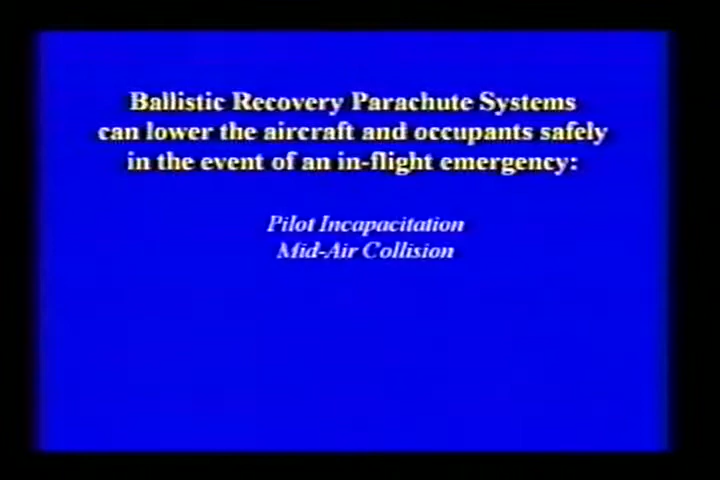 Ballistic Recovery Parachute Systems
can lower the aircraft and occupants safely
in the event of an in-flight emergency:
Pilot Incapacitation
Mid-Air Collision